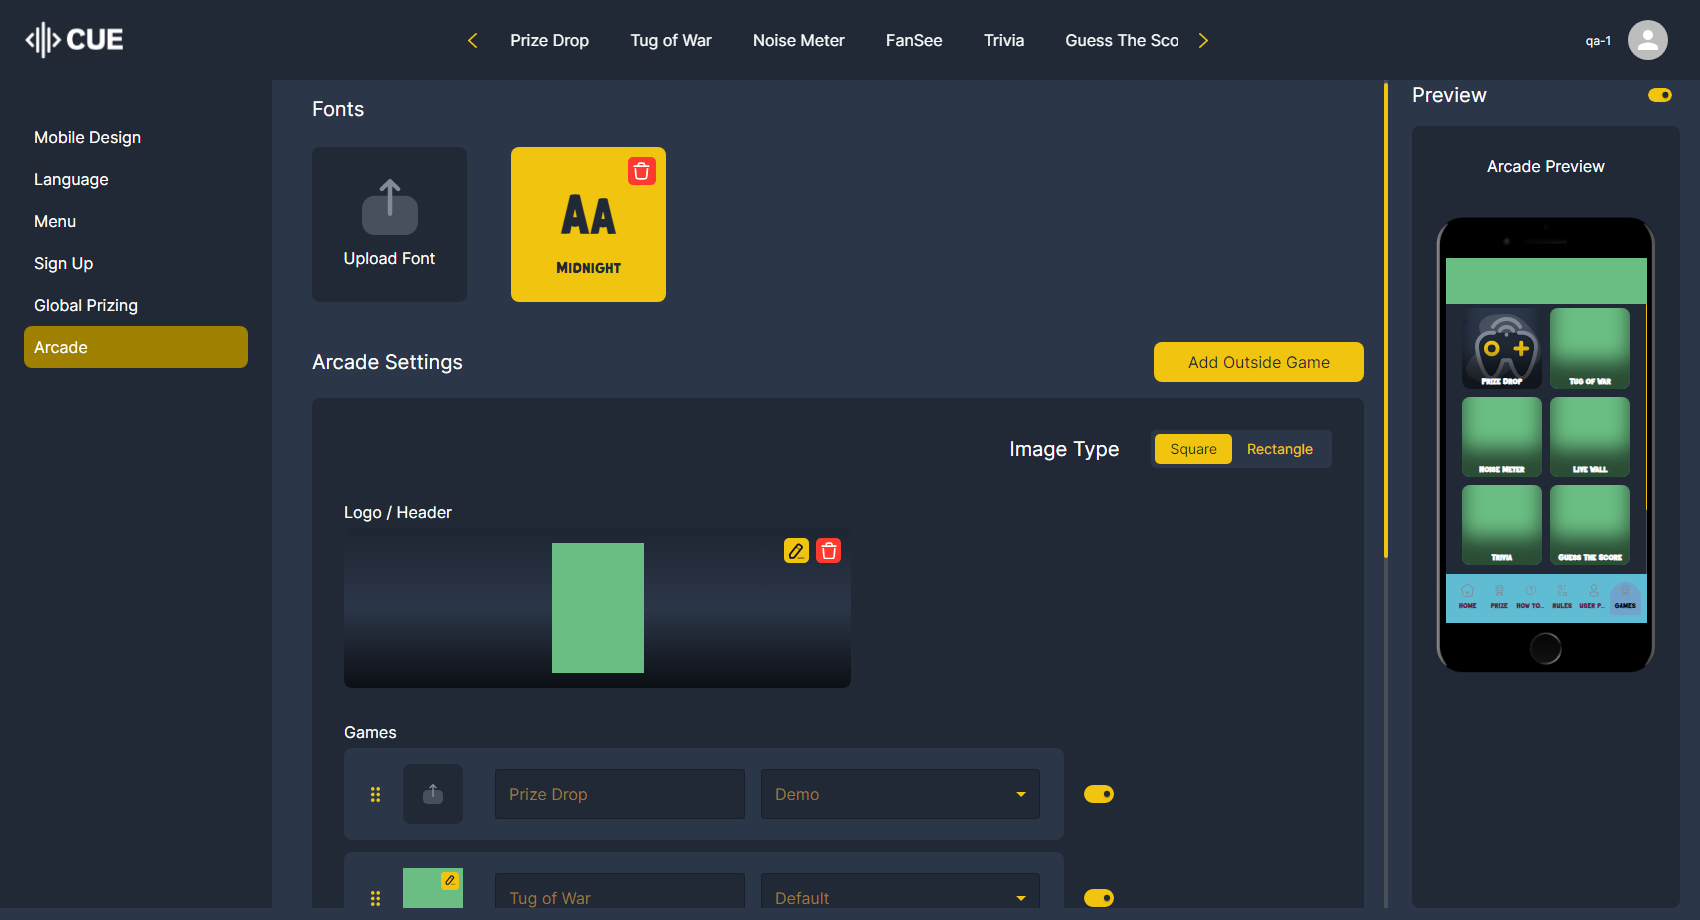 CUE
Prize Drop
Tug of War
Noise Meter
FanSee
Trivia
Guess The Sco
qa-1
Mobile Design
Language
Menu
Sign Up
Global Prizing
Arcade
Fonts
Upload Font
AA
MIDNIGHT
Arcade Settings
Add Outside Game
Image Type
Square
Rectangle
Logo / Header
Games
Prize Drop
Demo
Tug of War
Default
Preview
Arcade Preview
PRIZE DROP
TUG OF WAR
NOISE METER
LIVE WALL
TRIVIA
GUESS THE SCORE
HOME
PRIZE
HOW TO..
RULES
USER P..
GAMES